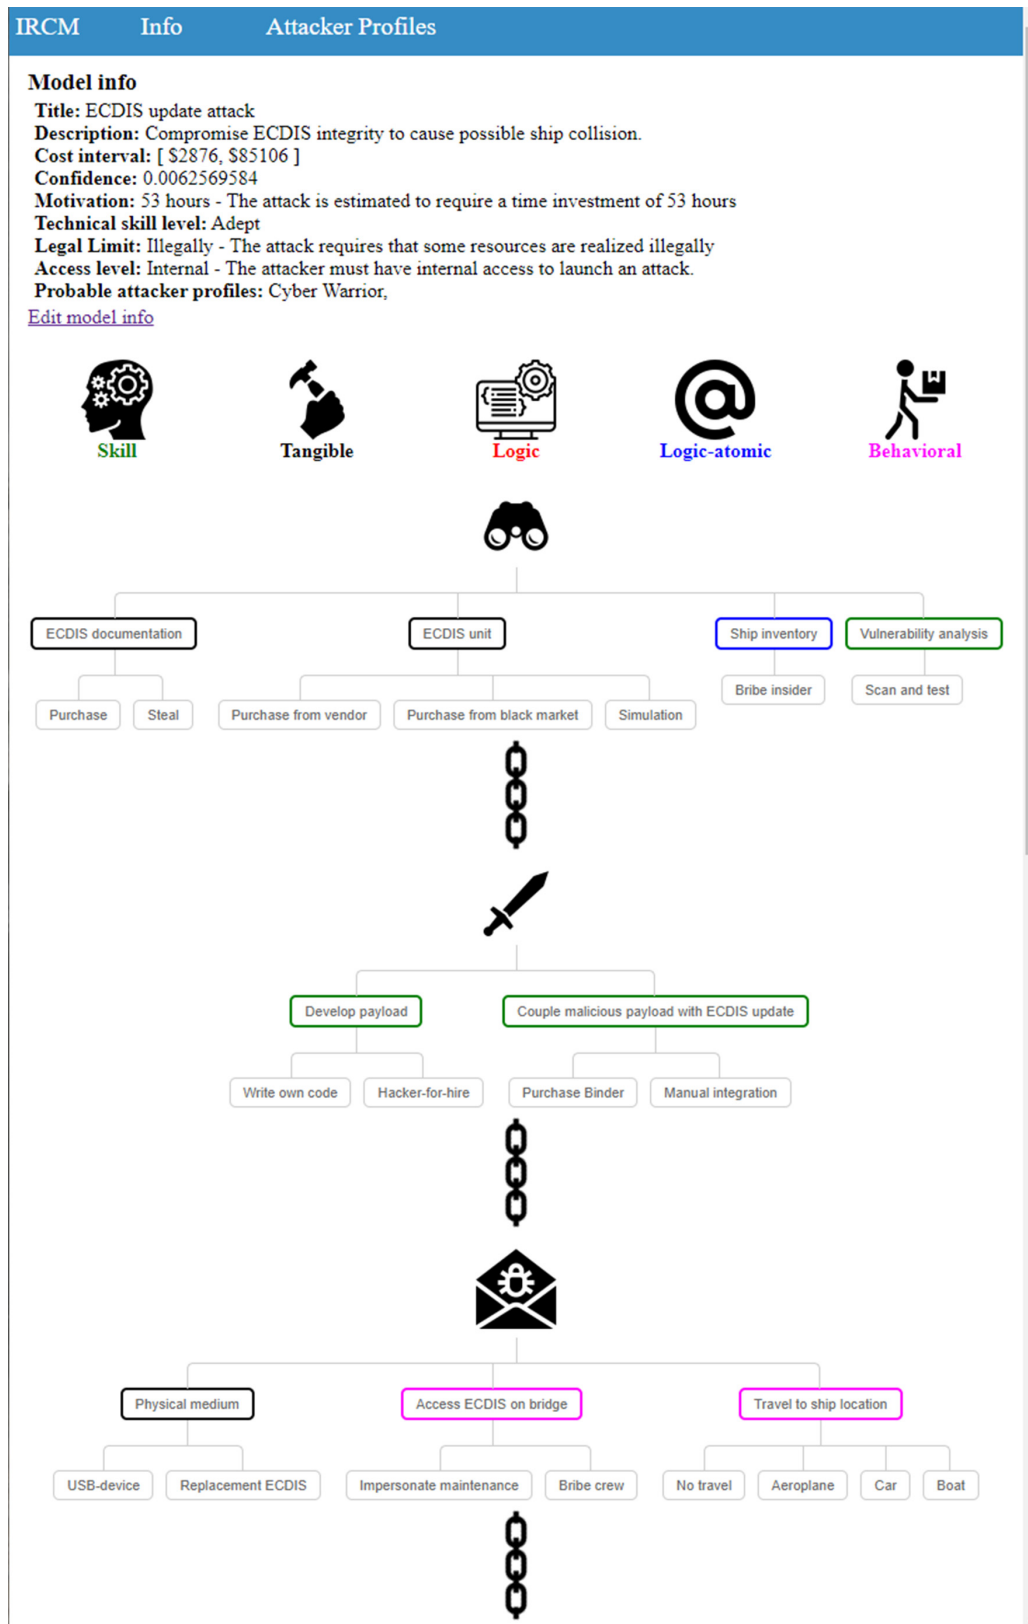 IRCM Info Attacker Profiles
Model info
Title: ECDIS update attack
Description: Compromise ECDIS integrity to cause possible ship collision.
Cost interval: [ $2876, $85106 ]
Confidence: 0.0062569584
Motivation: 53 hours - The attack is estimated to require a time investment of 53 hours
Technical skill level: Adept
Legal Limit: Illegally - The attack requires that some resources are realized illegally
Access level: Internal - The attacker must have internal access to launch an attack.
Probable attacker profiles: Cyber Warrior,
Edit model info
Skill Tangible Logic Logic-atomic Behavioral
ECDIS documentation ECDIS unit Ship inventory Vulnerability analysis
Bribe insider Scan and test
Purchase Steal Purchase from vendor Purchase from black market Simulation
Develop payload Couple malicious payload with ECDIS update
Write own code Hacker-for-hire Purchase Binder Manual integration
Physical medium Access ECDIS on bridge Travel to ship location
USB-device Replacement ECDIS Impersonate maintenance Bribe crew No travel Aeroplane Car Boat